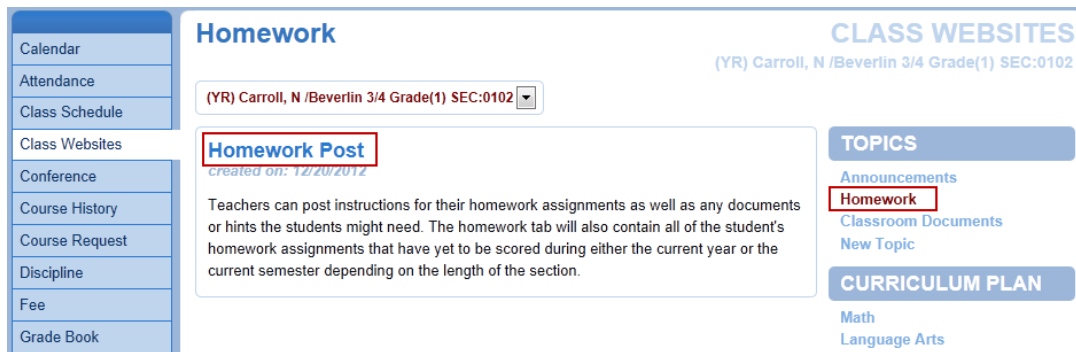 Calendar
Attendance
Class Schedule
Class Websites
Conference
Course History
Course Request
Discipline
Fee
Grade Book
Homework
CLASS WEBSITES
(YR) Carroll, N /Beverlin 3/4 Grade(1) SEC:0102
(YR) Carroll, N /Beverlin 3/4 Grade(1) SEC:0102
Homework Post
created on: 12/20/2012
Teachers can post instructions for their homework assignments as well as any documents
or hints the students might need. The homework tab will also contain all of the student's
homework assignments that have yet to be scored during either the current year or the
current semester depending on the length of the section.
TOPICS
Announcements
Homework
Classroom Documents
New Topic
CURRICULUM PLAN
Math
Language Arts